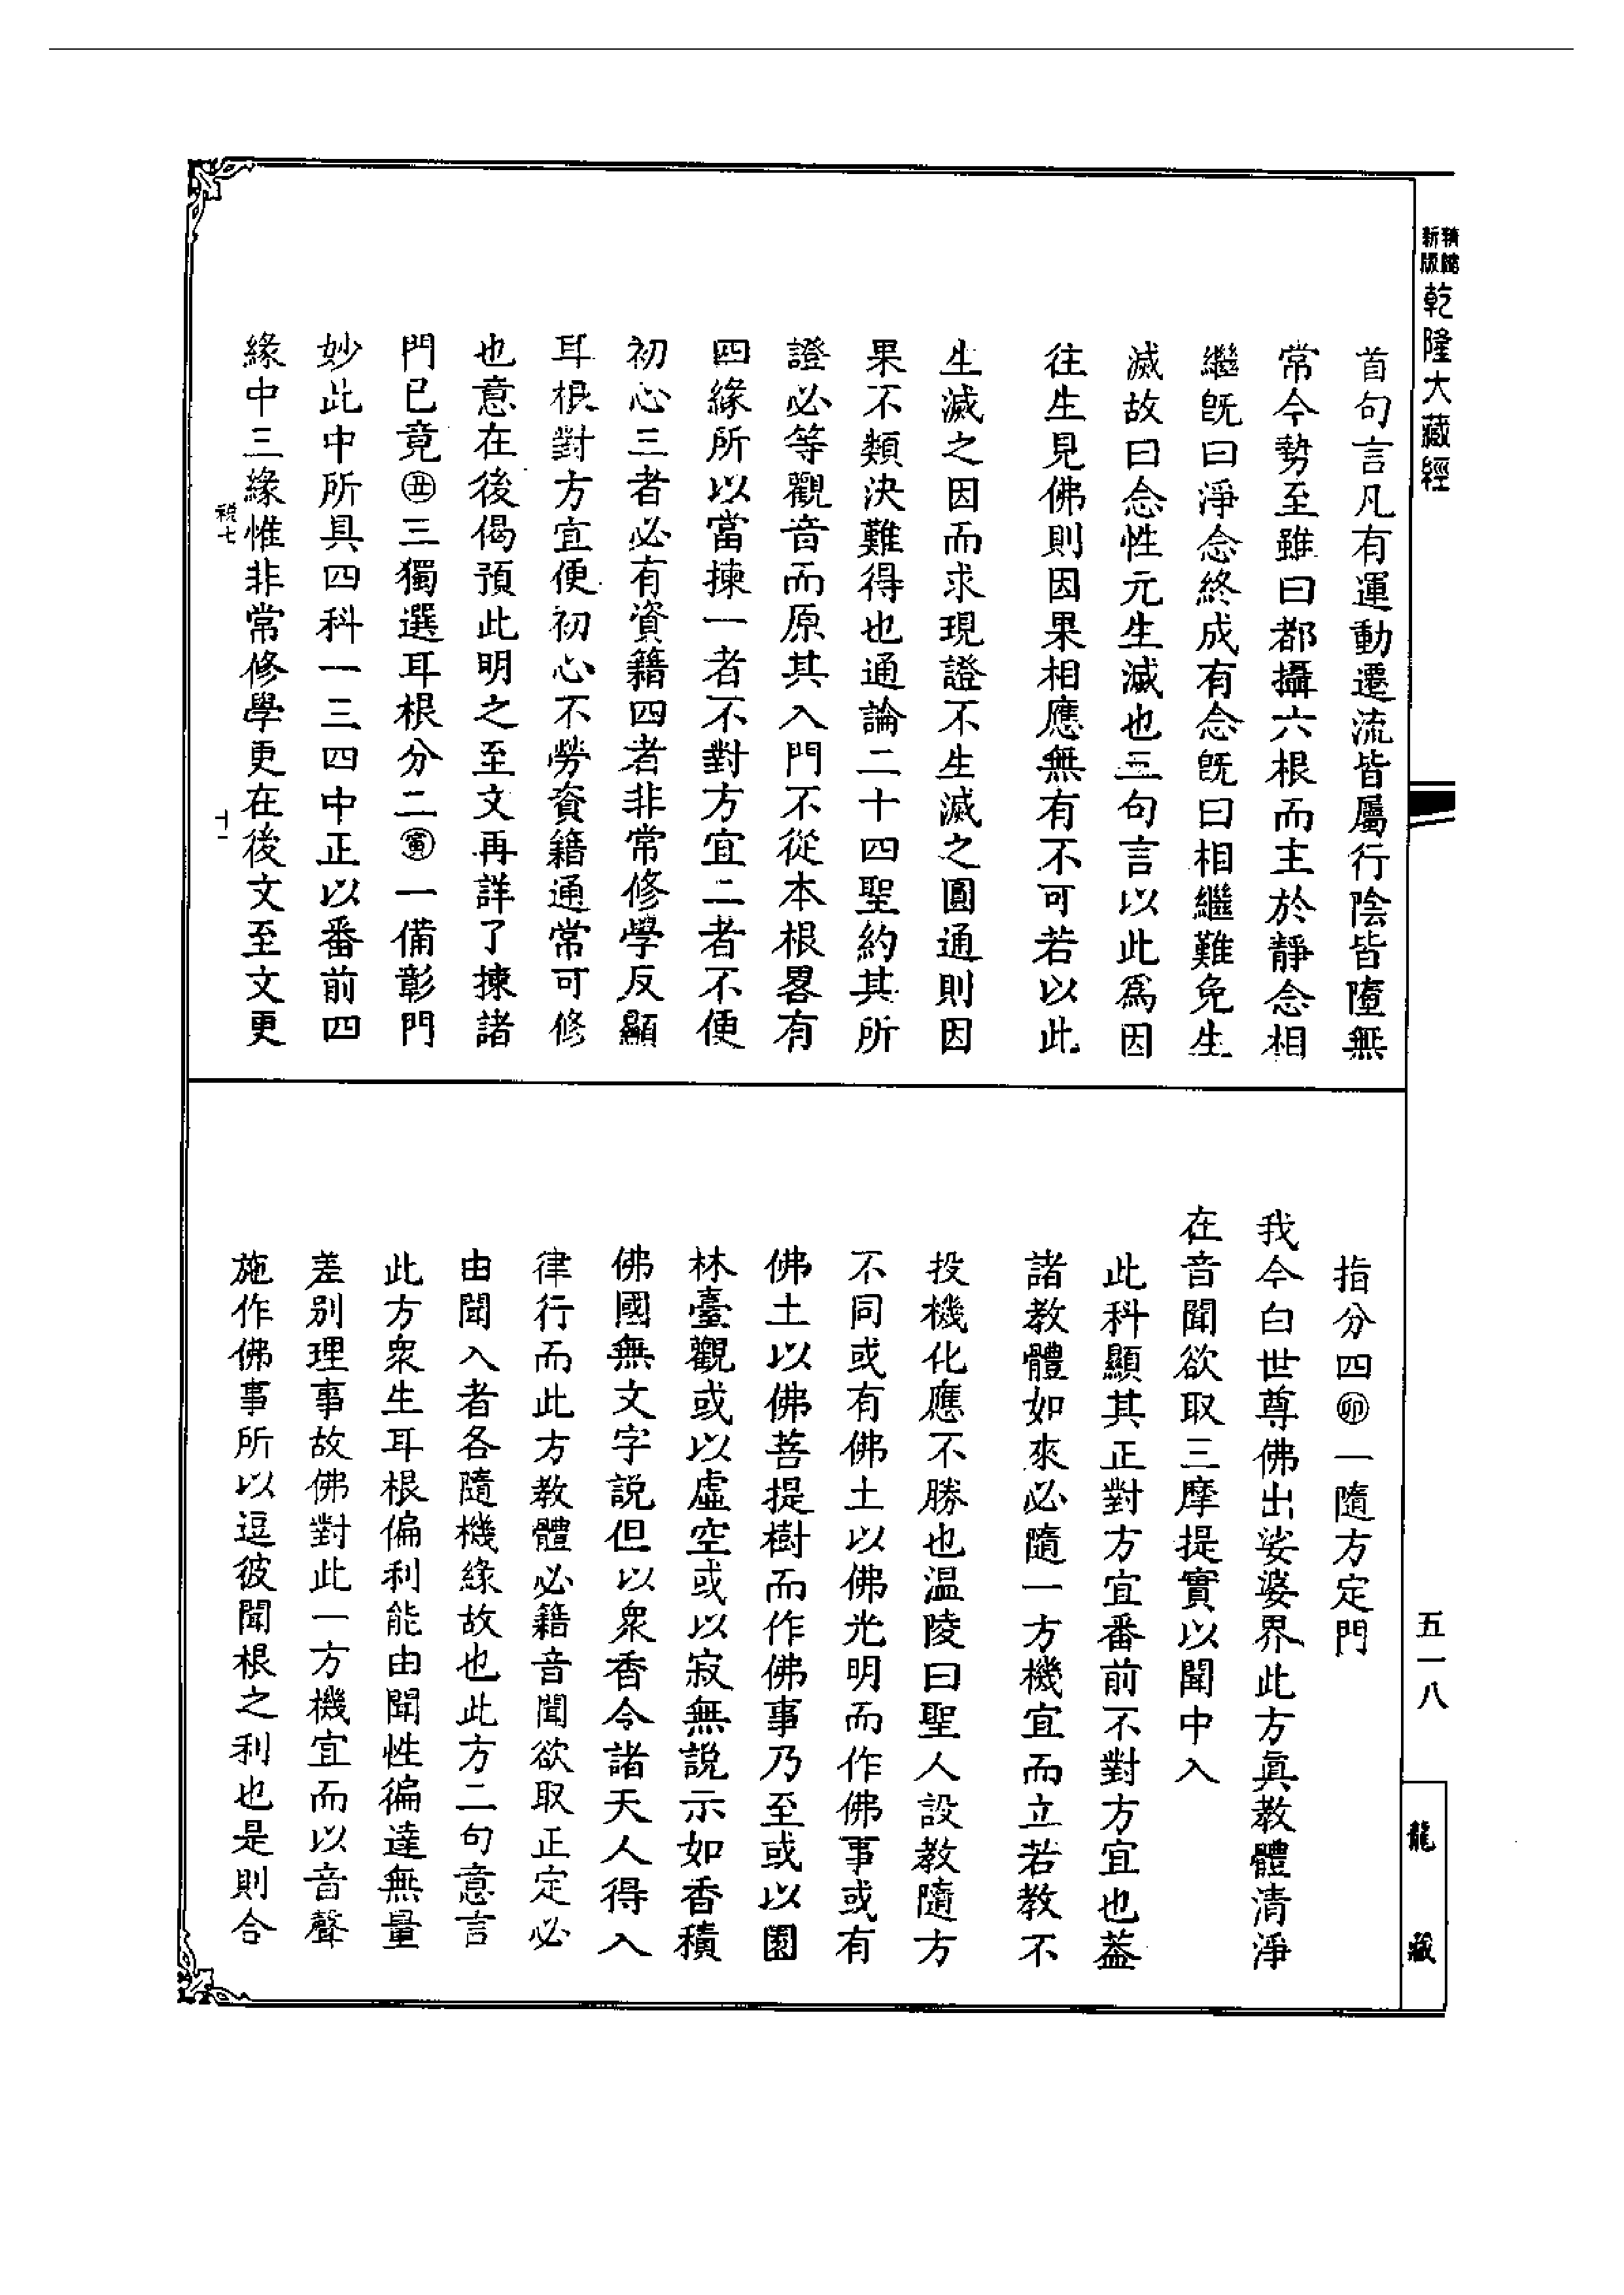 新版
精縮
乾隆大藏經
首句言凡有運動遷流皆屬行陰皆墮無
常今勢至雖曰都攝六根而主於靜念相
繼旣曰淨念終成有念旣曰相繼難免生
滅故曰念性元生滅也三句言以此爲因
往生見佛則因果相應無有不可若以此
生滅之因而求現證不生滅之圓通則因
果不類決難得也通論二十四聖約其所
證必等觀音而原其入門不從本根畧有
四緣所以當揀一者不對方宜二者不便
初心三者必有資籍四者非常修學反顯
耳根對方宜便初心不勞資籍通常可修
也意在後偈預此明之至文再詳了揀諸
門已竟㊄三獨選耳根分二㊞一備彰門
妙此中所具四科一三四中正以番前四
緣中三緣惟非常修學更在後文至文更
税七
十一
指分四㊞一隨方定門
我今白世尊佛出娑婆界此方眞教體清淨
在音聞欲取三摩提實以聞中入
此科顯其正對方宜番前不對方宜也葢
諸教體如來必隨一方機宜而立若教不
投機化應不勝也温陵曰聖人設教隨方
不同或有佛土以佛光明而作佛事或有
佛土以佛菩提樹而作佛事乃至或以園
林臺觀或以虛空或以寂無說示如香積
佛國無文字說但以衆香令諸天人得入
律行而此方教體必籍音聞欲取正定必
由聞入者各隨機緣故也此方二句意言
此方衆生耳根偏利能由聞性徧達無量
差别理事故佛對此一方機宜而以音聲
施作佛事所以逗彼聞根之利也是則合
五一八
龍藏